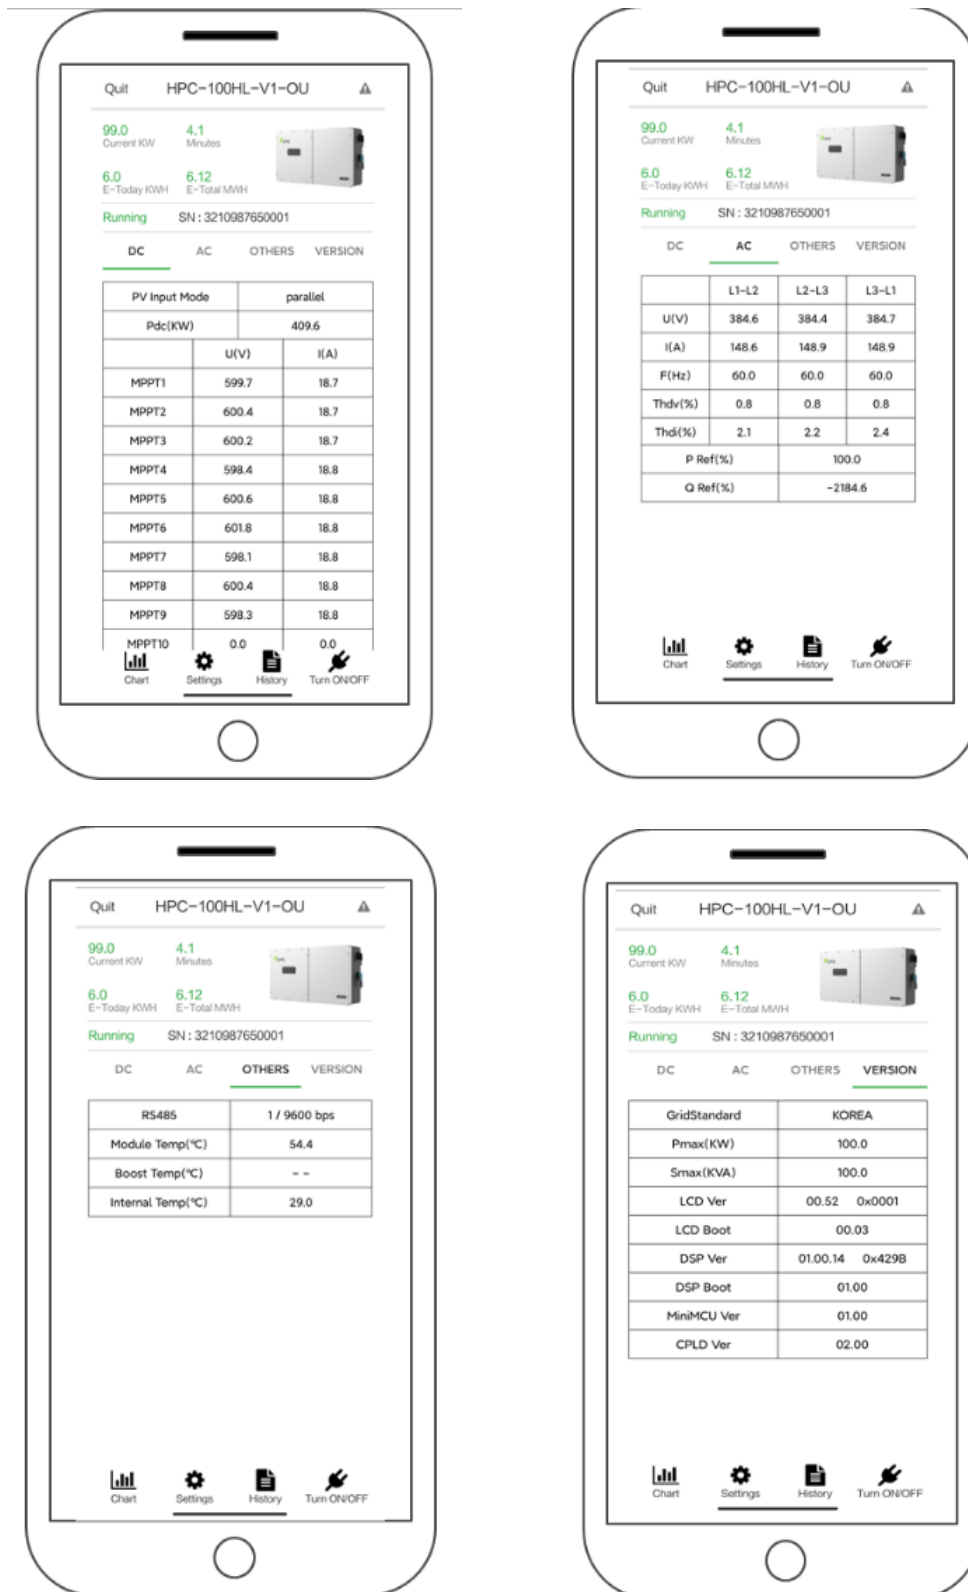 Quit HPC-100HL-V1-OU
99.0 4.1
Current KW Minutes
6.0 6.12
E-Today KWH E-Total MWH
Running SN : 3210987650001
DC AC OTHERS VERSION
PV Input Mode parallel
Pdc(KW) 409.6
U(V) I(A)
MPPT1 599.7 18.7
MPPT2 600.4 18.7
MPPT3 600.2 18.7
MPPT4 598.4 18.8
MPPT5 600.6 18.8
MPPT6 601.8 18.8
MPPT7 598.1 18.8
MPPT8 600.4 18.8
MPPT9 598.3 18.8
MPPT10 0.0 0.0
Chart Settings History Turn ON/OFF
Quit HPC-100HL-V1-OU
99.0 4.1
Current KW Minutes
6.0 6.12
E-Today KWH E-Total MWH
Running SN : 3210987650001
DC AC OTHERS VERSION
L1-L2 L2-L3 L3-L1
U(V) 384.6 384.4 384.7
I(A) 148.6 148.9 148.9
F(Hz) 60.0 60.0 60.0
Thdv(%) 0.8 0.8 0.8
Thdi(%) 2.1 2.2 2.4
P Ref(%) 100.0
Q Ref(%) -2184.6
Chart Settings History Turn ON/OFF
Quit HPC-100HL-V1-OU
99.0 4.1
Current KW Minutes
6.0 6.12
E-Today KWH E-Total MWH
Running SN : 3210987650001
DC AC OTHERS VERSION
RS485 1 / 9600 bps
Module Temp(℃) 54.4
Boost Temp(℃) - -
Internal Temp(℃) 29.0
Chart Settings History Turn ON/OFF
Quit HPC-100HL-V1-OU
99.0 4.1
Current KW Minutes
6.0 6.12
E-Today KWH E-Total MWH
Running SN : 3210987650001
DC AC OTHERS VERSION
GridStandard KOREA
Pmax(KW) 100.0
Smax(KVA) 100.0
LCD Ver 00.52 0x0001
LCD Boot 00.03
DSP Ver 01.00.14 0x429B
DSP Boot 01.00
MiniMCU Ver 01.00
CPLD Ver 02.00
Chart Settings History Turn ON/OFF